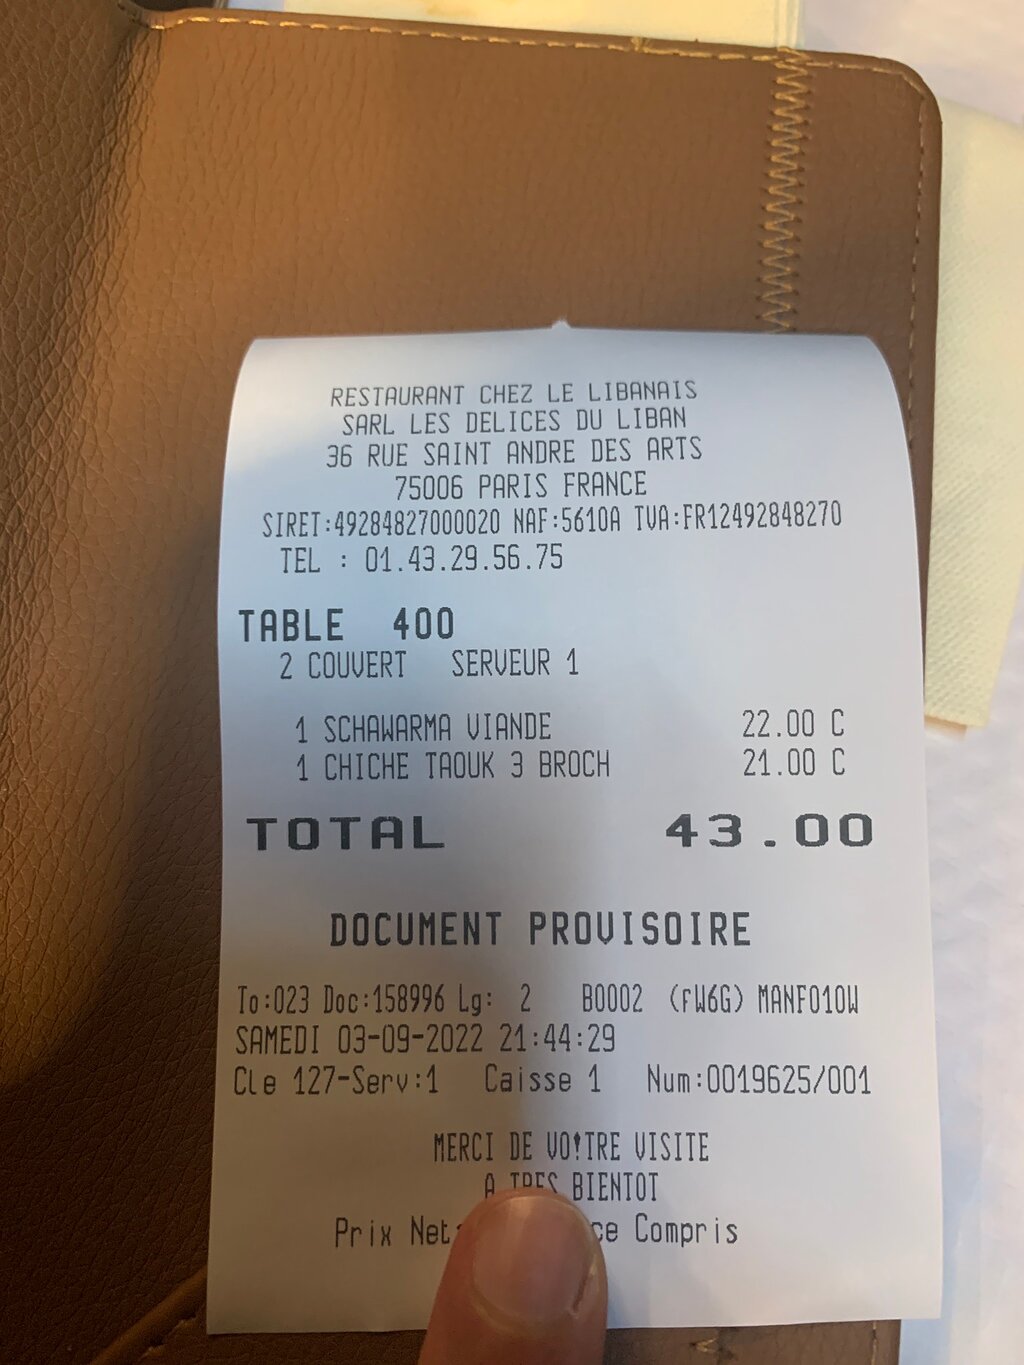 RESTAURANT CHEZ LE LIBANAIS
SARL LES DELICES DU LIBAN
36 RUE SAINT ANDRE DES ARTS
75006 PARIS FRANCE
SIRET:49284827000020 NAF:5610A TVA:FR12492848270
TEL : 01.43.29.56.75
TABLE 400
2 COUVERT SERVEUR 1
1 SCHAWARMA VIANDE 22.00 C
1 CHICHE TAOUK 3 BROCH 21.00 C
TOTAL 43.00
DOCUMENT PROVISOIRE
To:023 Doc:158996 Lg: 2 B0002 (rW6G) MANFO10W
SAMEDI 03-09-2022 21:44:29
Cle 127-Serv:1 Caisse 1 Num:0019625/001
MERCI DE VO!TRE VISITE
A TRES BIENTOT
Prix Net Compris